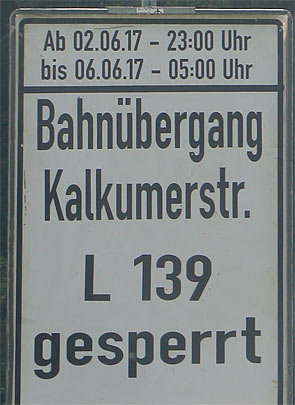 Ab 02.06.17 - 23:00 Uhr
bis 06.06.17 - 05:00 Uhr
Bahnübergang
Kalkumerstr.
L 139
gesperrt